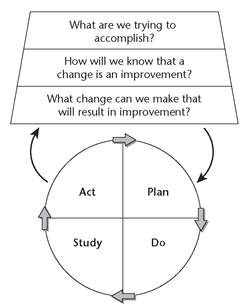 What are we trying to
accomplish?
How will we know that a
change is an improvement?
What change can we make that
will result in improvement?
Act
Plan
Study
Do